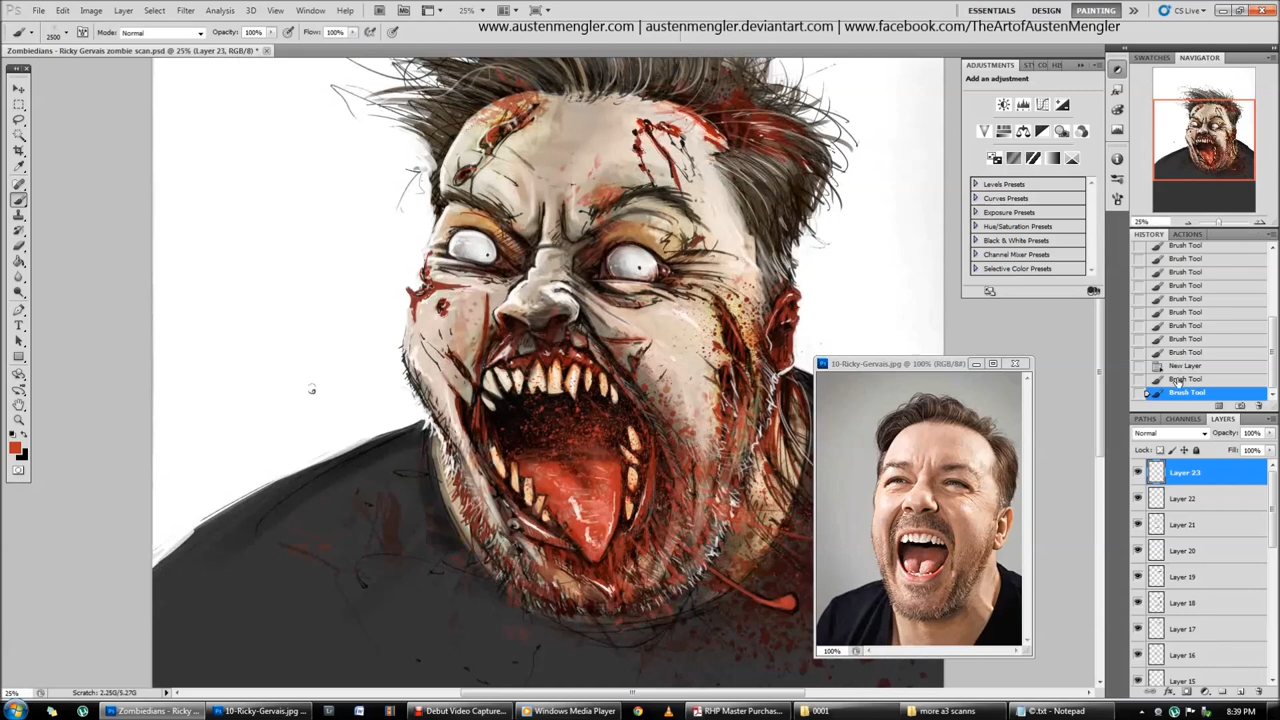 File Edit Image Layer Select Filter Analysis 3D View Window Help 25%
ESSENTIALS DESIGN PAINTING CS Live
2500 Mode: Normal Opacity: 100% Flow: 100%
www.austenmengler.com | austenmengler.deviantart.com | www.facebook.com/TheArtofAustenMengler
Zombiedians - Ricky Gervais zombie scan.psd @ 25% (Layer 23, RGB/8) *
SWATCHES NAVIGATOR
ADJUSTMENTS
Add an adjustment
Levels Presets
Curves Presets
Exposure Presets
Hue/Saturation Presets
Black & White Presets
Channel Mixer Presets
Selective Color Presets
25%
HISTORY ACTIONS
Brush Tool
Brush Tool
Brush Tool
Brush Tool
Brush Tool
Brush Tool
Brush Tool
Brush Tool
Brush Tool
New Layer
Brush Tool
Brush Tool
10-Ricky-Gervais.jpg @ 100% (RGB/8#)
100%
PATHS CHANNELS LAYERS
Normal Opacity: 100%
Lock: Fill: 100%
Layer 23
Layer 22
Layer 21
Layer 20
Layer 19
Layer 18
Layer 17
Layer 16
Layer 15
25% Scratch: 2.25G/5.27G
Zombiedians - Ricky ... 10-Ricky-Gervais.jpg ... Debut Video Capture... Windows Media Player RHP Master Purchas... 0001 more a3 scans ©.txt - Notepad 8:39 PM